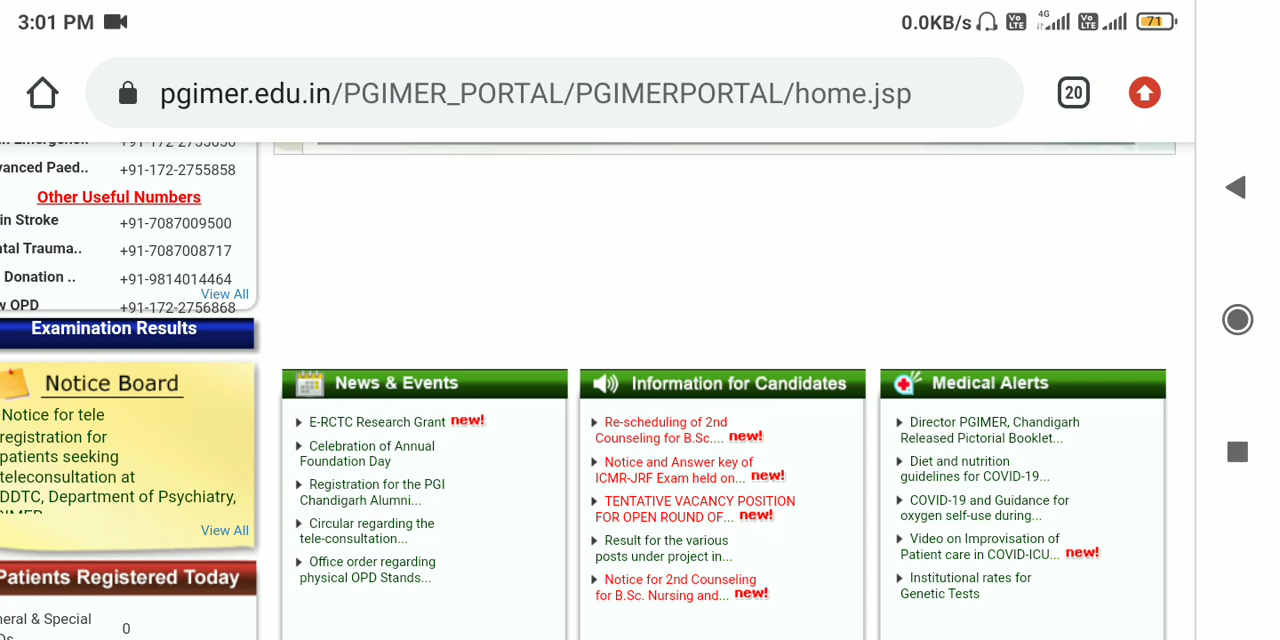 3:01 PM
0.0KB/s
Vo LTE
4G
Vo LTE
71
pgimer.edu.in/PGIMER_PORTAL/PGIMERPORTAL/home.jsp
20
vanced Paed..
+91-172-2755858
Other Useful Numbers
in Stroke
+91-7087009500
ntal Trauma..
+91-7087008717
Donation ..
+91-9814014464
View All
w OPD
+91-172-2756868
Examination Results
Notice Board
Notice for tele
registration for
patients seeking
teleconsultation at
DDTC, Department of Psychiatry,
View All
Patients Registered Today
neral & Special
0
News & Events
E-RCTC Research Grant new!
Celebration of Annual
Foundation Day
Registration for the PGI
Chandigarh Alumni...
Circular regarding the
tele-consultation...
Office order regarding
physical OPD Stands...
Information for Candidates
Re-scheduling of 2nd
Counseling for B.Sc.... new!
Notice and Answer key of
ICMR-JRF Exam held on... new!
TENTATIVE VACANCY POSITION
FOR OPEN ROUND OF... new!
Result for the various
posts under project in...
Notice for 2nd Counseling
for B.Sc. Nursing and... new!
Medical Alerts
Director PGIMER, Chandigarh
Released Pictorial Booklet...
Diet and nutrition
guidelines for COVID-19...
COVID-19 and Guidance for
oxygen self-use during...
Video on Improvisation of
Patient care in COVID-ICU... new!
Institutional rates for
Genetic Tests